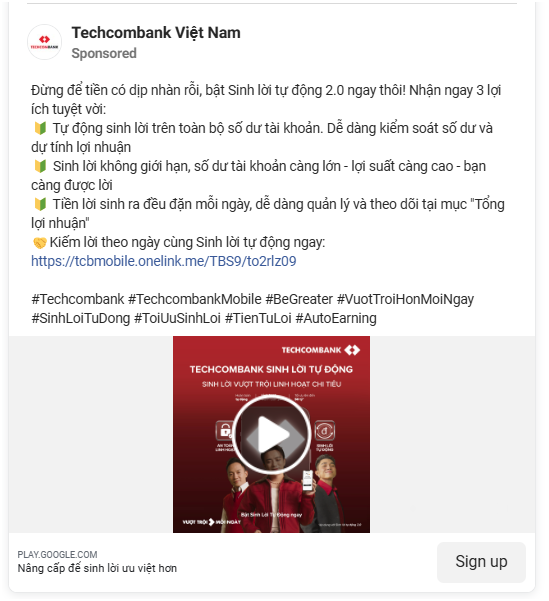 Techcombank Việt Nam
Sponsored
TECHCOMBANK
Đừng để tiền có dịp nhàn rỗi, bật Sinh lời tự động 2.0 ngay thôi! Nhận ngay 3 lợi
ích tuyệt vời:
🔰 Tự động sinh lời trên toàn bộ số dư tài khoản. Dễ dàng kiểm soát số dư và
dự tính lợi nhuận
🔰 Sinh lời không giới hạn, số dư tài khoản càng lớn - lợi suất càng cao - bạn
càng được lời
🔰 Tiền lời sinh ra đều đặn mỗi ngày, dễ dàng quản lý và theo dõi tại mục "Tổng
lợi nhuận"
🤝 Kiếm lời theo ngày cùng Sinh lời tự động ngay:
https://tcbmobile.onelink.me/TBS9/to2rlz09
#Techcombank #TechcombankMobile #BeGreater #VuotTroiHonMoiNgay
#SinhLoiTuDong #ToiUuSinhLoi #TienTuLoi #AutoEarning
TECHCOMBANK
TECHCOMBANK SINH LỜI TỰ ĐỘNG
SINH LỜI VƯỢT TRỘI LINH HOẠT CHI TIÊU
AN TOÀN
LINH HOẠT
SINH LỜI
TỰ ĐỘNG
Bật Sinh Lời Tự Động ngay
VƯỢT TRỘI MỖI NGÀY
PLAY.GOOGLE.COM
Nâng cấp để sinh lời ưu việt hơn
Sign up